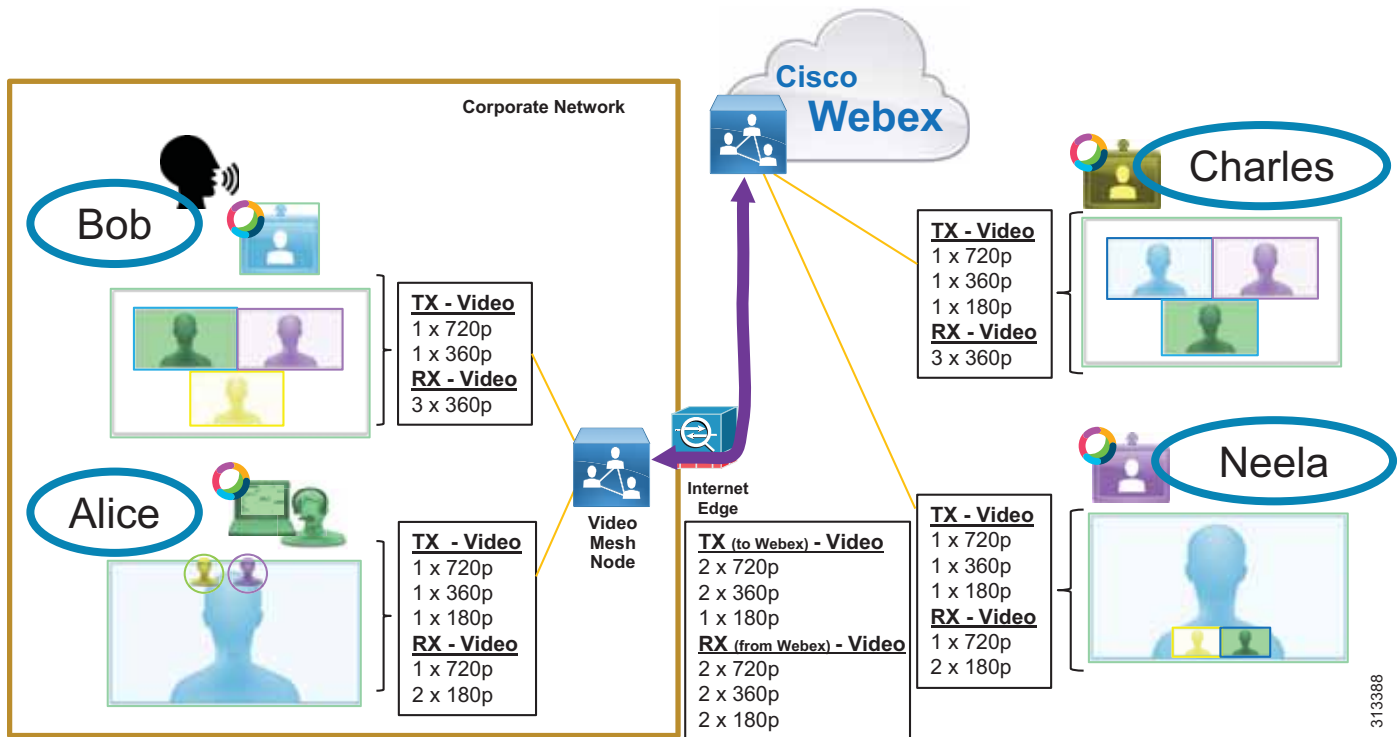 Corporate Network
Cisco
Webex
Bob
TX - Video
1 x 720p
1 x 360p
RX - Video
3 x 360p
Alice
TX - Video
1 x 720p
1 x 360p
1 x 180p
RX - Video
1 x 720p
2 x 180p
Video
Mesh
Node
Internet
Edge
TX (to Webex) - Video
2 x 720p
2 x 360p
1 x 180p
RX (from Webex) - Video
2 x 720p
2 x 360p
2 x 180p
Charles
TX - Video
1 x 720p
1 x 360p
1 x 180p
RX - Video
3 x 360p
Neela
TX - Video
1 x 720p
1 x 360p
1 x 180p
RX - Video
1 x 720p
2 x 180p
313388